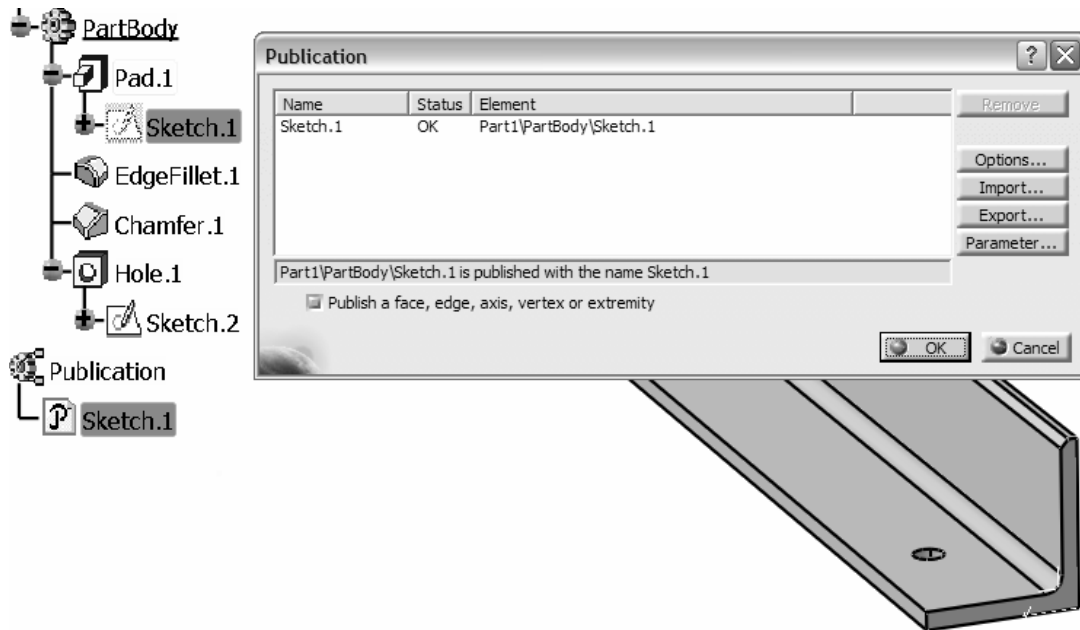 PartBody
Pad.1
Sketch.1
EdgeFillet.1
Chamfer.1
Hole.1
Sketch.2
Publication
Sketch.1
Publication
Name Status Element
Sketch.1 OK Part1\PartBody\Sketch.1
Remove
Options...
Import...
Export...
Parameter...
Part1\PartBody\Sketch.1 is published with the name Sketch.1
Publish a face, edge, axis, vertex or extremity
OK Cancel